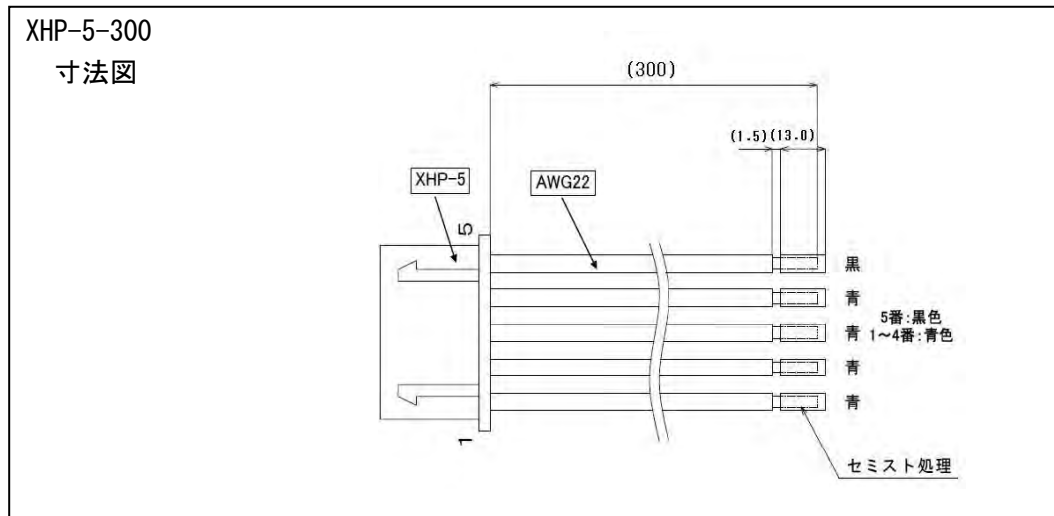 XHP-5-300
寸法図
(300)
(1.5)(13.0)
XHP-5
AWG22
5
黒
青
5番:黒色
青
1~4番:青色
青
青
1
セミスト処理